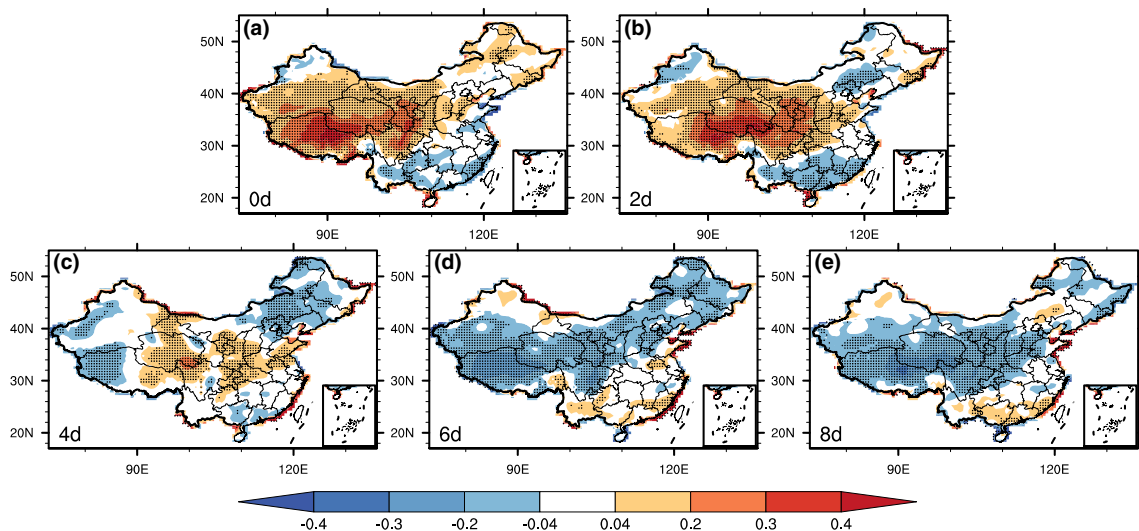 (a) (b)
50N 50N
40N 40N
30N 30N
20N 0d 20N 2d
90E 120E 90E 120E
(c) (d) (e)
50N 50N 50N
40N 40N 40N
30N 30N 30N
20N 4d 20N 6d 20N 8d
90E 120E 90E 120E 90E 120E
-0.4 -0.3 -0.2 -0.04 0.04 0.2 0.3 0.4